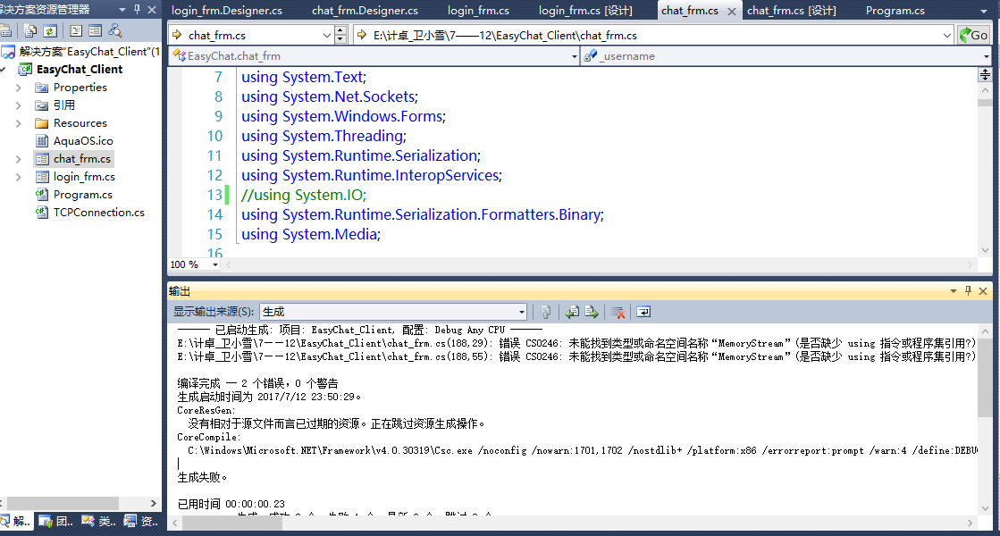 解决方案资源管理器
解决方案"EasyChat_Client"(1
EasyChat_Client
Properties
引用
Resources
AquaOS.ico
chat_frm.cs
login_frm.cs
Program.cs
TCPConnection.cs
解..
团..
类..
资..
login_frm.Designer.cs chat_frm.Designer.cs login_frm.cs login_frm.cs [设计] chat_frm.cs chat_frm.cs [设计] Program.cs
chat_frm.cs E:\计卓_卫小雪\7——12\EasyChat_Client\chat_frm.cs Go
EasyChat.chat_frm _username
7 using System.Text;
8 using System.Net.Sockets;
9 using System.Windows.Forms;
10 using System.Threading;
11 using System.Runtime.Serialization;
12 using System.Runtime.InteropServices;
13 //using System.IO;
14 using System.Runtime.Serialization.Formatters.Binary;
15 using System.Media;
16
100 %
输出
显示输出来源(S): 生成
------ 已启动生成: 项目: EasyChat_Client, 配置: Debug Any CPU ------
E:\计卓_卫小雪\7——12\EasyChat_Client\chat_frm.cs(188,29): 错误 CS0246: 未能找到类型或命名空间名称“MemoryStream”(是否缺少 using 指令或程序集引用?)
E:\计卓_卫小雪\7——12\EasyChat_Client\chat_frm.cs(188,55): 错误 CS0246: 未能找到类型或命名空间名称“MemoryStream”(是否缺少 using 指令或程序集引用?)
编译完成 -- 2 个错误，0 个警告
生成启动时间为 2017/7/12 23:50:29。
CoreResGen:
没有相对于源文件而言已过期的资源。正在跳过资源生成操作。
CoreCompile:
C:\Windows\Microsoft.NET\Framework\v4.0.30319\Csc.exe /noconfig /nowarn:1701,1702 /nostdlib+ /platform:x86 /errorreport:prompt /warn:4 /define:DEBU
生成失败。
已用时间 00:00:00.23